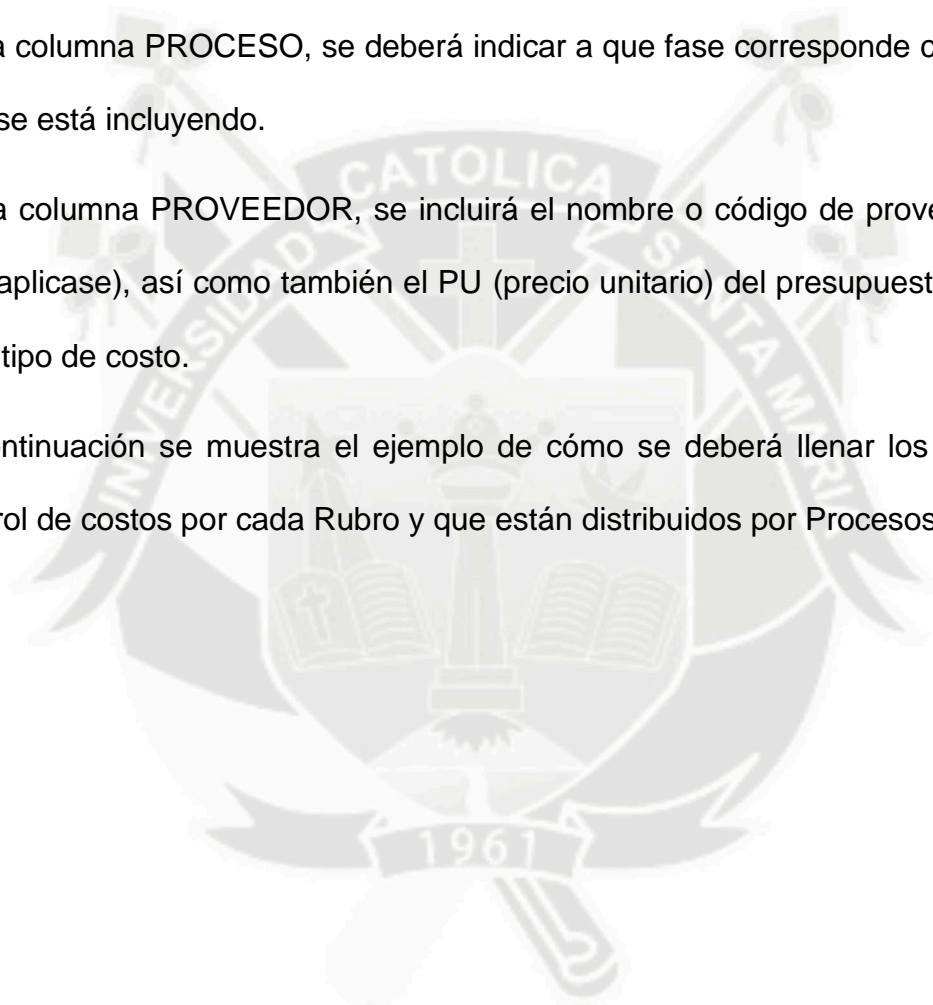 a columna PROCESO, se deberá indicar a que fase corresponde
se está incluyendo.
a columna PROVEEDOR, se incluirá el nombre o código de prove
aplicase), así como también el PU (precio unitario) del presupuest
tipo de costo.
ntinuación se muestra el ejemplo de cómo se deberá llenar los
rol de costos por cada Rubro y que están distribuidos por Procesos
UNIVERSIDAD CATOLICA SANTA MARI
1961